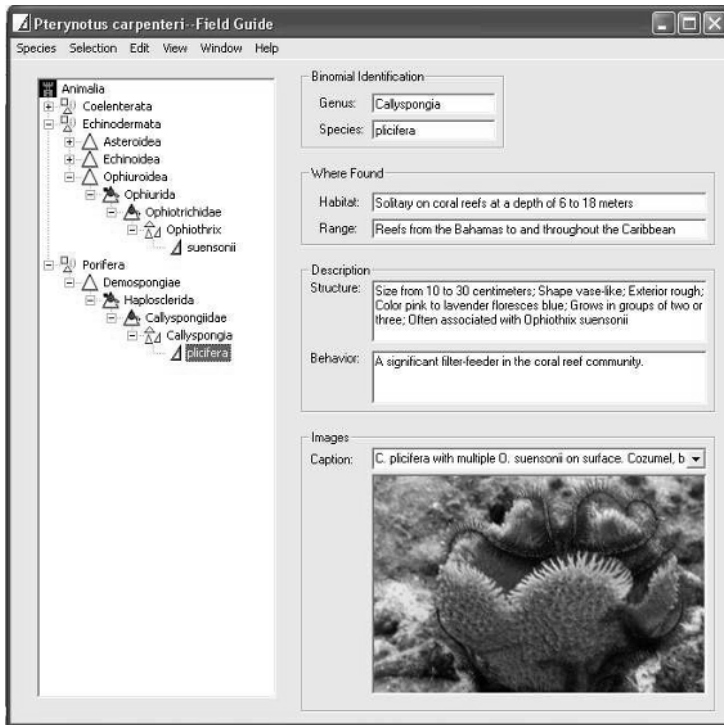 Pterynotus carpenteri--Field Guide
Species Selection Edit View Window Help
Animalia
Coelenterata
Echinodermata
Asteroidea
Echinoidea
Ophiuroidea
Ophiurida
Ophiotrichidae
Ophiothrix
suensonii
Porifera
Demospongiae
Haplosclerida
Callyspongiidae
Callyspongia
plicifera
Binomial Identification
Genus: Callyspongia
Species: plicifera
Where Found
Habitat: Solitary on coral reefs at a depth of 6 to 18 meters
Range: Reefs from the Bahamas to and throughout the Caribbean
Description
Structure: Size from 10 to 30 centimeters; Shape vase-like; Exterior rough;
Color pink to lavender floresces blue; Grows in groups of two or
three; Often associated with Ophiothrix suensonii
Behavior: A significant filter-feeder in the coral reef community.
Images
Caption: C. plicifera with multiple O. suensonii on surface. Cozumel, b